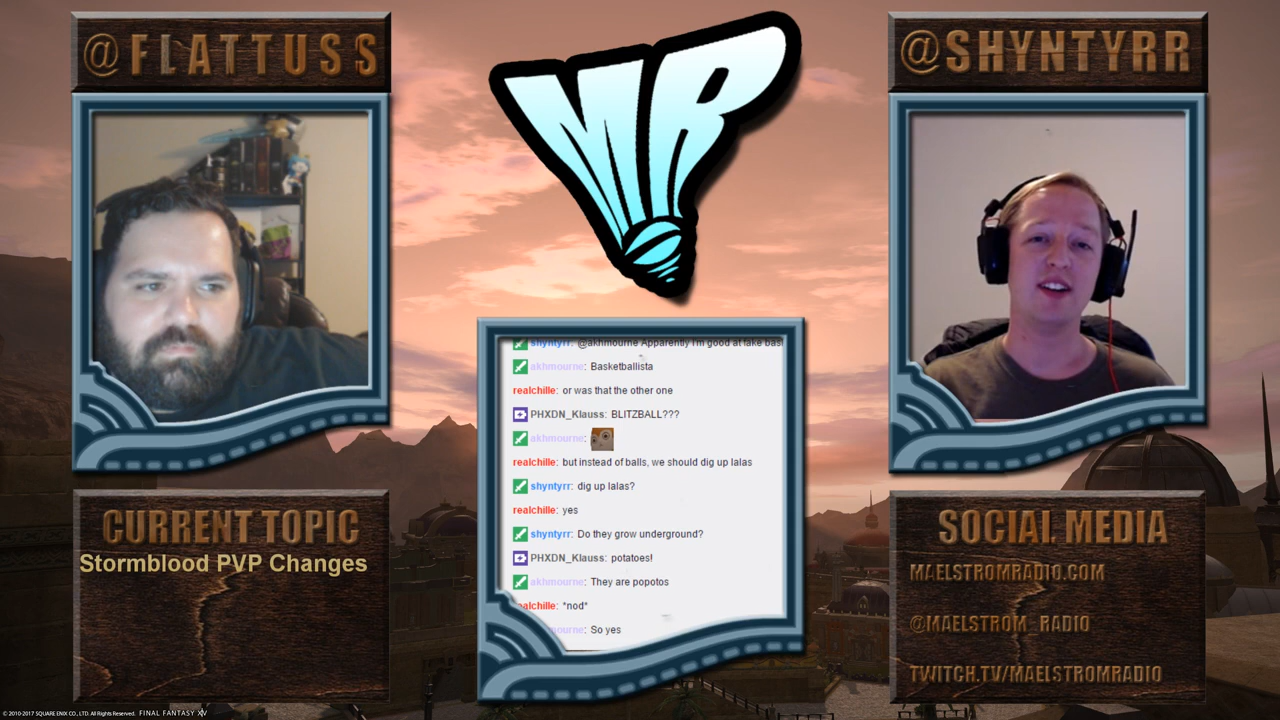 @FLATTUSS
MR
@SHYNTYRR
shyntyrr: @akhmourne Apparently I'm good at fake bas
akhmourne: Basketballista
realchille: or was that the other one
PHXDN_Klauss: BLITZBALL???
akhmourne:
realchille: but instead of balls, we should dig up lalas
shyntyrr: dig up lalas?
realchille: yes
shyntyrr: Do they grow underground?
PHXDN_Klauss: potatoes!
akhmourne: They are popotos
ealchille: *nod*
mourne: So yes
CURRENT TOPIC
Stormblood PVP Changes
SOCIAL MEDIA
MAELSTROMRADIO.COM
@MAELSTROM_RADIO
TWITCH.TV/MAELSTROMRADIO
© 2010-2017 SQUARE ENIX CO., LTD. All Rights Reserved. FINAL FANTASY XIV